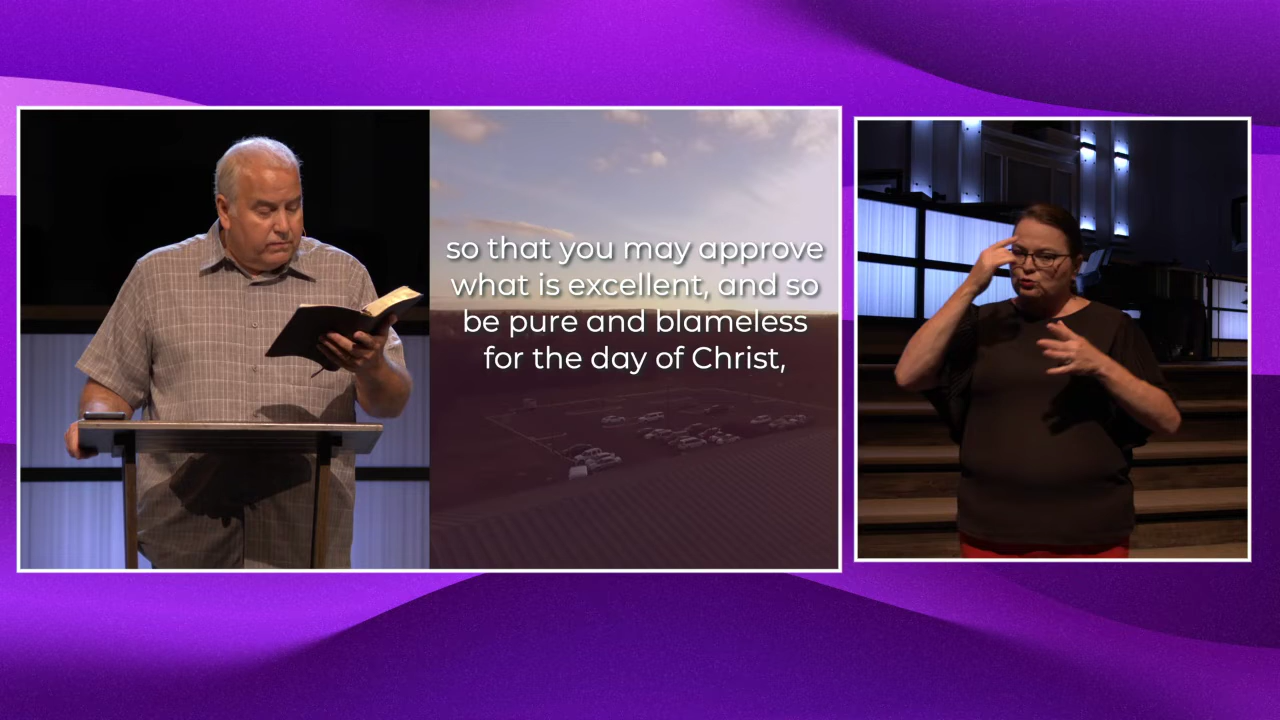 so that you may approve
what is excellent, and so
be pure and blameless
for the day of Christ,